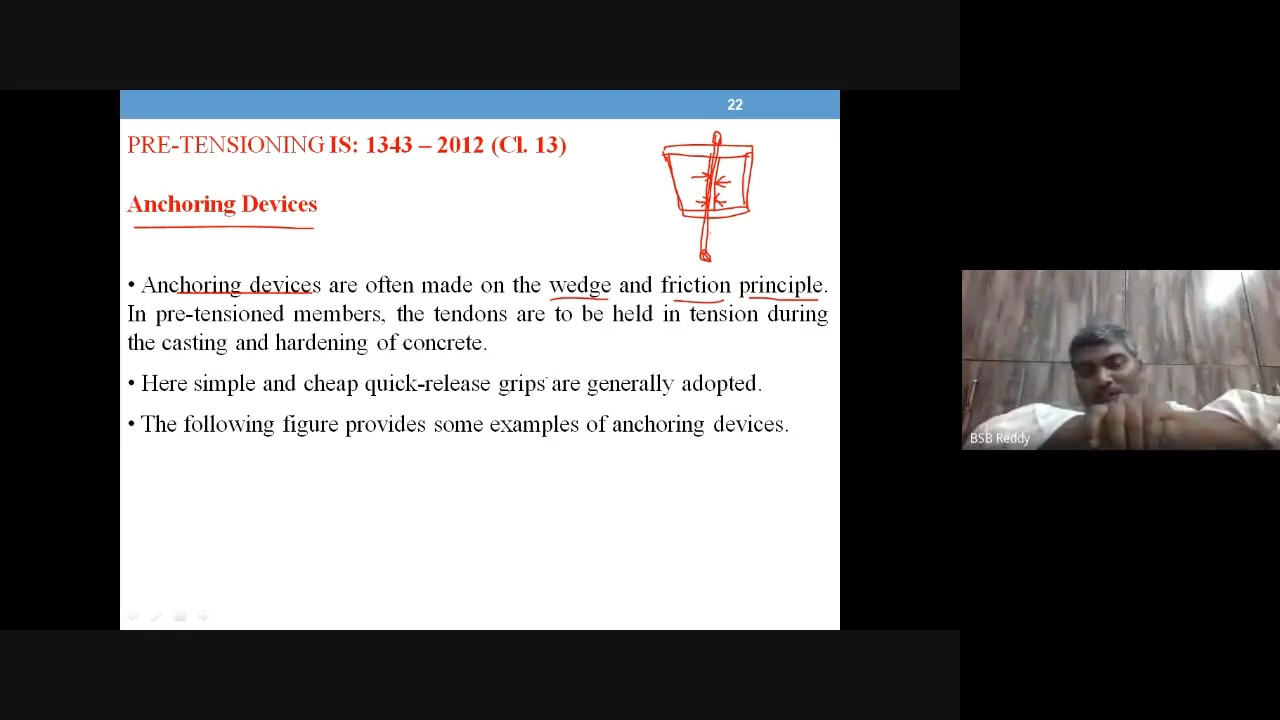 22
PRE-TENSIONING IS: 1343 – 2012 (Cl. 13)
Anchoring Devices
• Anchoring devices are often made on the wedge and friction principle.
In pre-tensioned members, the tendons are to be held in tension during
the casting and hardening of concrete.
• Here simple and cheap quick-release grips are generally adopted.
• The following figure provides some examples of anchoring devices.
BSB Reddy